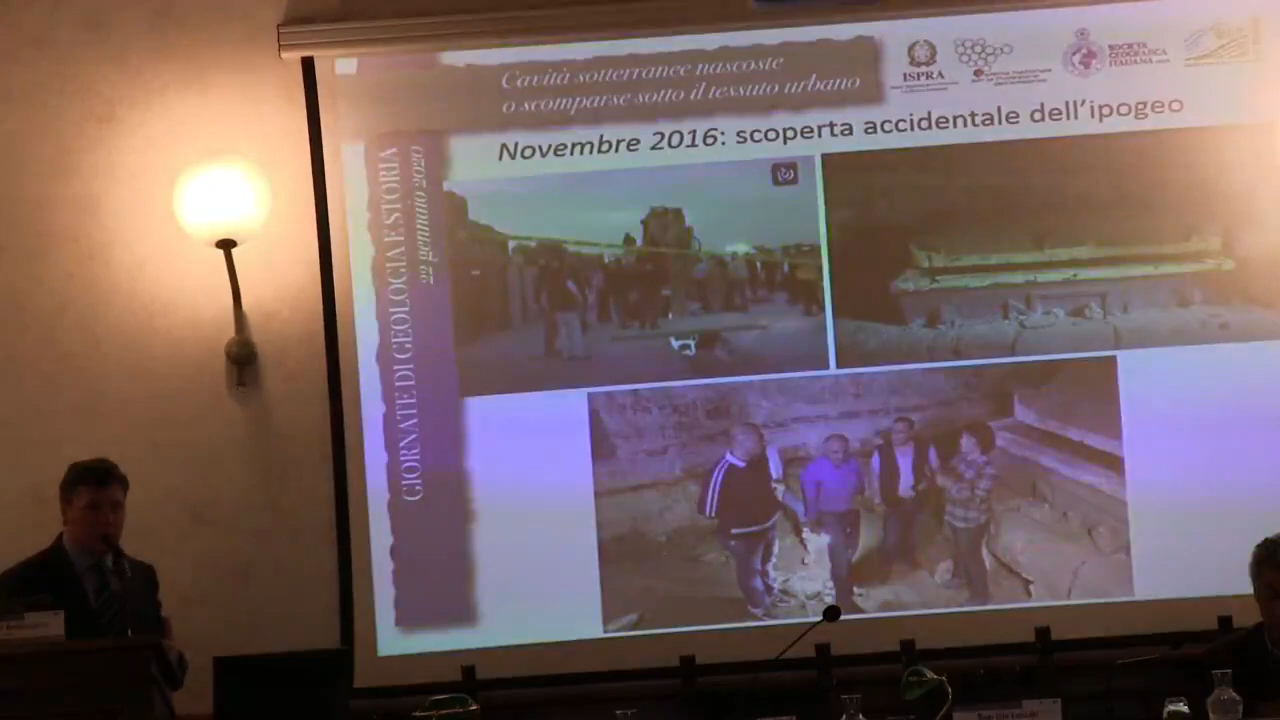 Cavità sotterranee nascoste
o scomparse sotto il tessuto urbano
ISPRA
SOCIETÀ
GEOGRAFICA
ITALIANA
Novembre 2016: scoperta accidentale dell'ipogeo
GIORNATE DI GEOLOGIA E STORIA
22 gennaio 2020